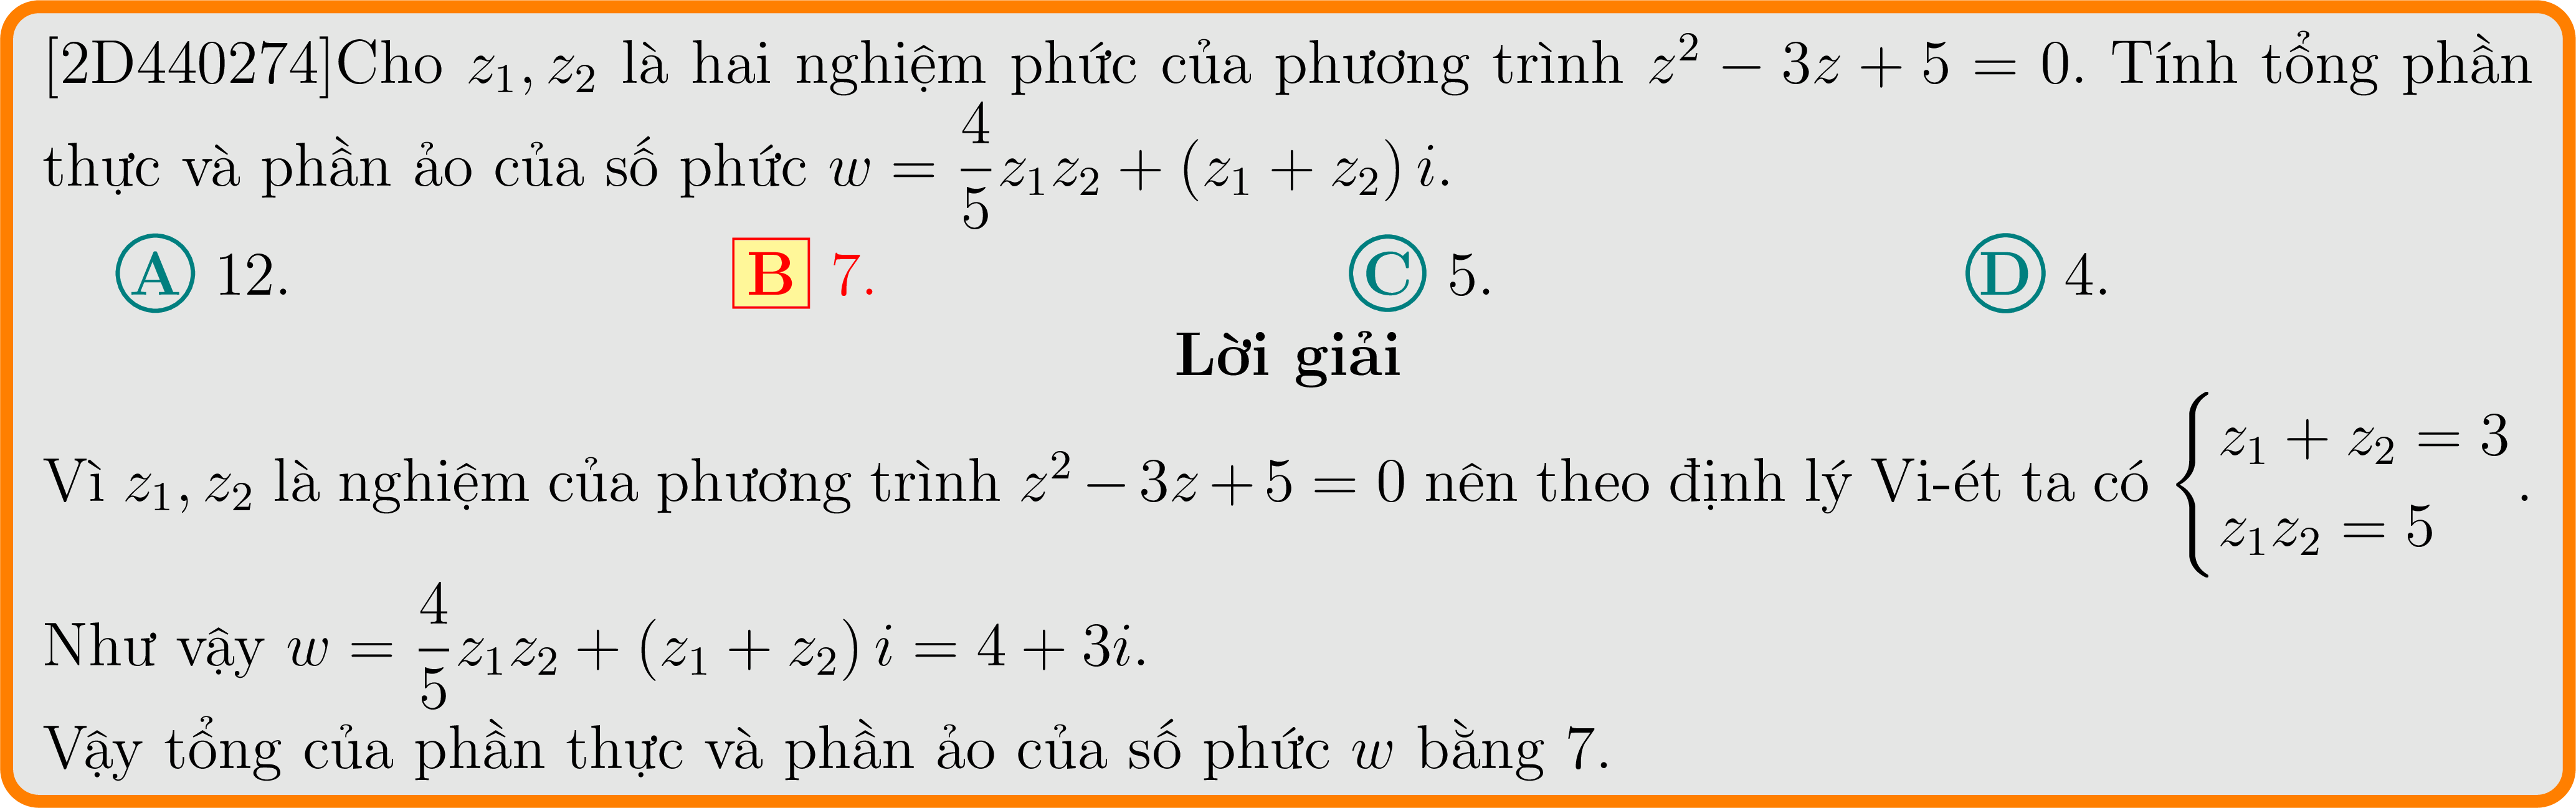 [2D440274]Cho $z_1, z_2$ là hai nghiệm phức của phương trình $z^2 - 3z + 5 = 0$. Tính tổng phần
thực và phần ảo của số phức $w = \dfrac{4}{5}z_1z_2 + (z_1 + z_2)\,i$.
A 12. B 7. C 5. D 4.
Lời giải
Vì $z_1, z_2$ là nghiệm của phương trình $z^2 - 3z + 5 = 0$ nên theo định lý Vi-ét ta có $\begin{cases} z_1 + z_2 = 3 \\ z_1z_2 = 5 \end{cases}$.
Như vậy $w = \dfrac{4}{5}z_1z_2 + (z_1 + z_2)\,i = 4 + 3i$.
Vậy tổng của phần thực và phần ảo của số phức $w$ bằng 7.